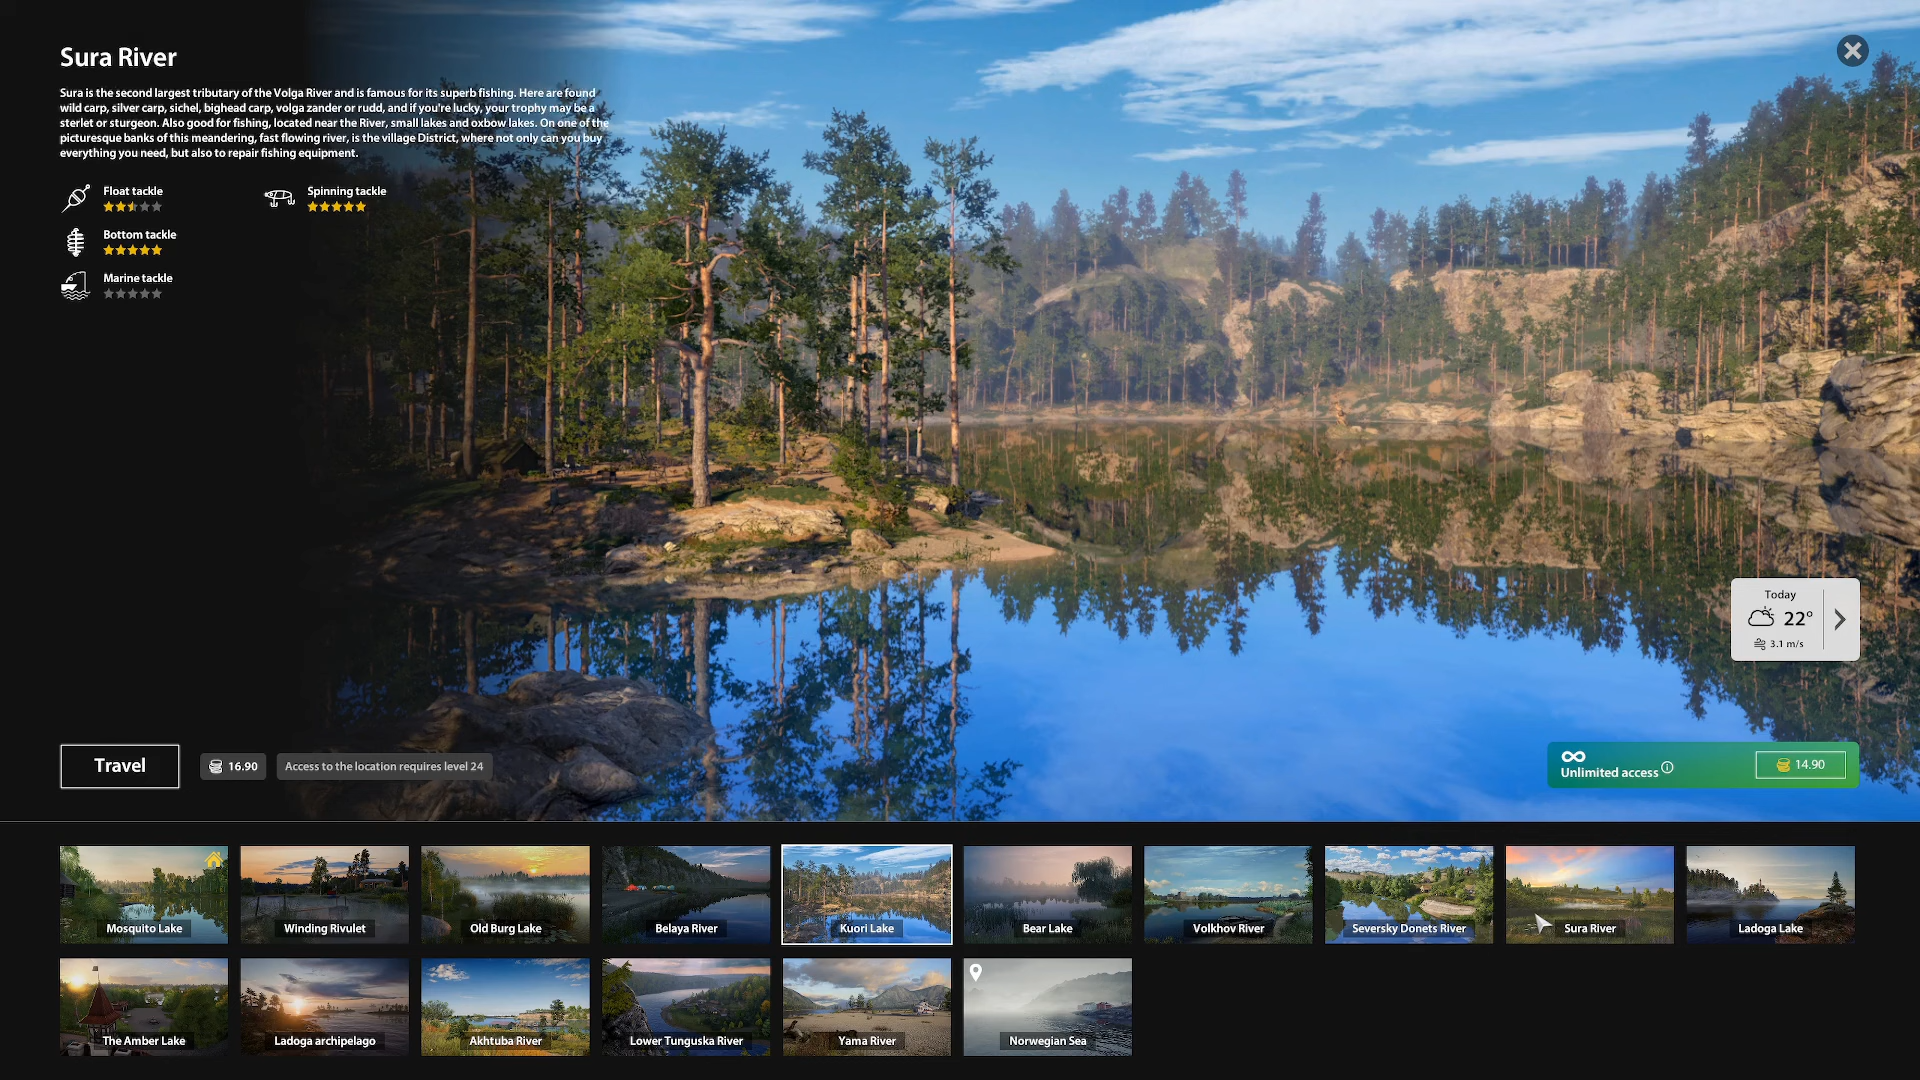 Sura River
Sura is the second largest tributary of the Volga River and is famous for its superb fishing. Here are found
wild carp, silver carp, sichel, bighead carp, volga zander or rudd, and if you're lucky, your trophy may be a
sterlet or sturgeon. Also good for fishing, located near the River, small lakes and oxbow lakes. On one of the
picturesque banks of this meandering, fast flowing river, is the village District, where not only can you buy
everything you need, but also to repair fishing equipment.
Float tackle
Spinning tackle
Bottom tackle
Marine tackle
Today
22°
3.1 m/s
Travel
16.90
Access to the location requires level 24
Unlimited access
14.90
Mosquito Lake
Winding Rivulet
Old Burg Lake
Belaya River
Kuori Lake
Bear Lake
Volkhov River
Seversky Donets River
Sura River
Ladoga Lake
The Amber Lake
Ladoga archipelago
Akhtuba River
Lower Tunguska River
Yama River
Norwegian Sea